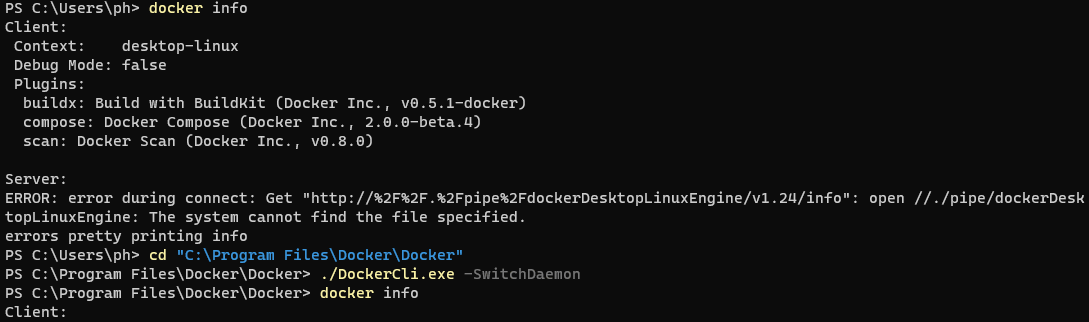 PS C:\Users\ph> docker info
Client:
 Context:    desktop-linux
 Debug Mode: false
 Plugins:
  buildx: Build with BuildKit (Docker Inc., v0.5.1-docker)
  compose: Docker Compose (Docker Inc., 2.0.0-beta.4)
  scan: Docker Scan (Docker Inc., v0.8.0)

Server:
ERROR: error during connect: Get "http://%2F%2F.%2Fpipe%2FdockerDesktopLinuxEngine/v1.24/info": open //./pipe/dockerDesk
topLinuxEngine: The system cannot find the file specified.
errors pretty printing info
PS C:\Users\ph> cd "C:\Program Files\Docker\Docker"
PS C:\Program Files\Docker\Docker> ./DockerCli.exe -SwitchDaemon
PS C:\Program Files\Docker\Docker> docker info
Client: